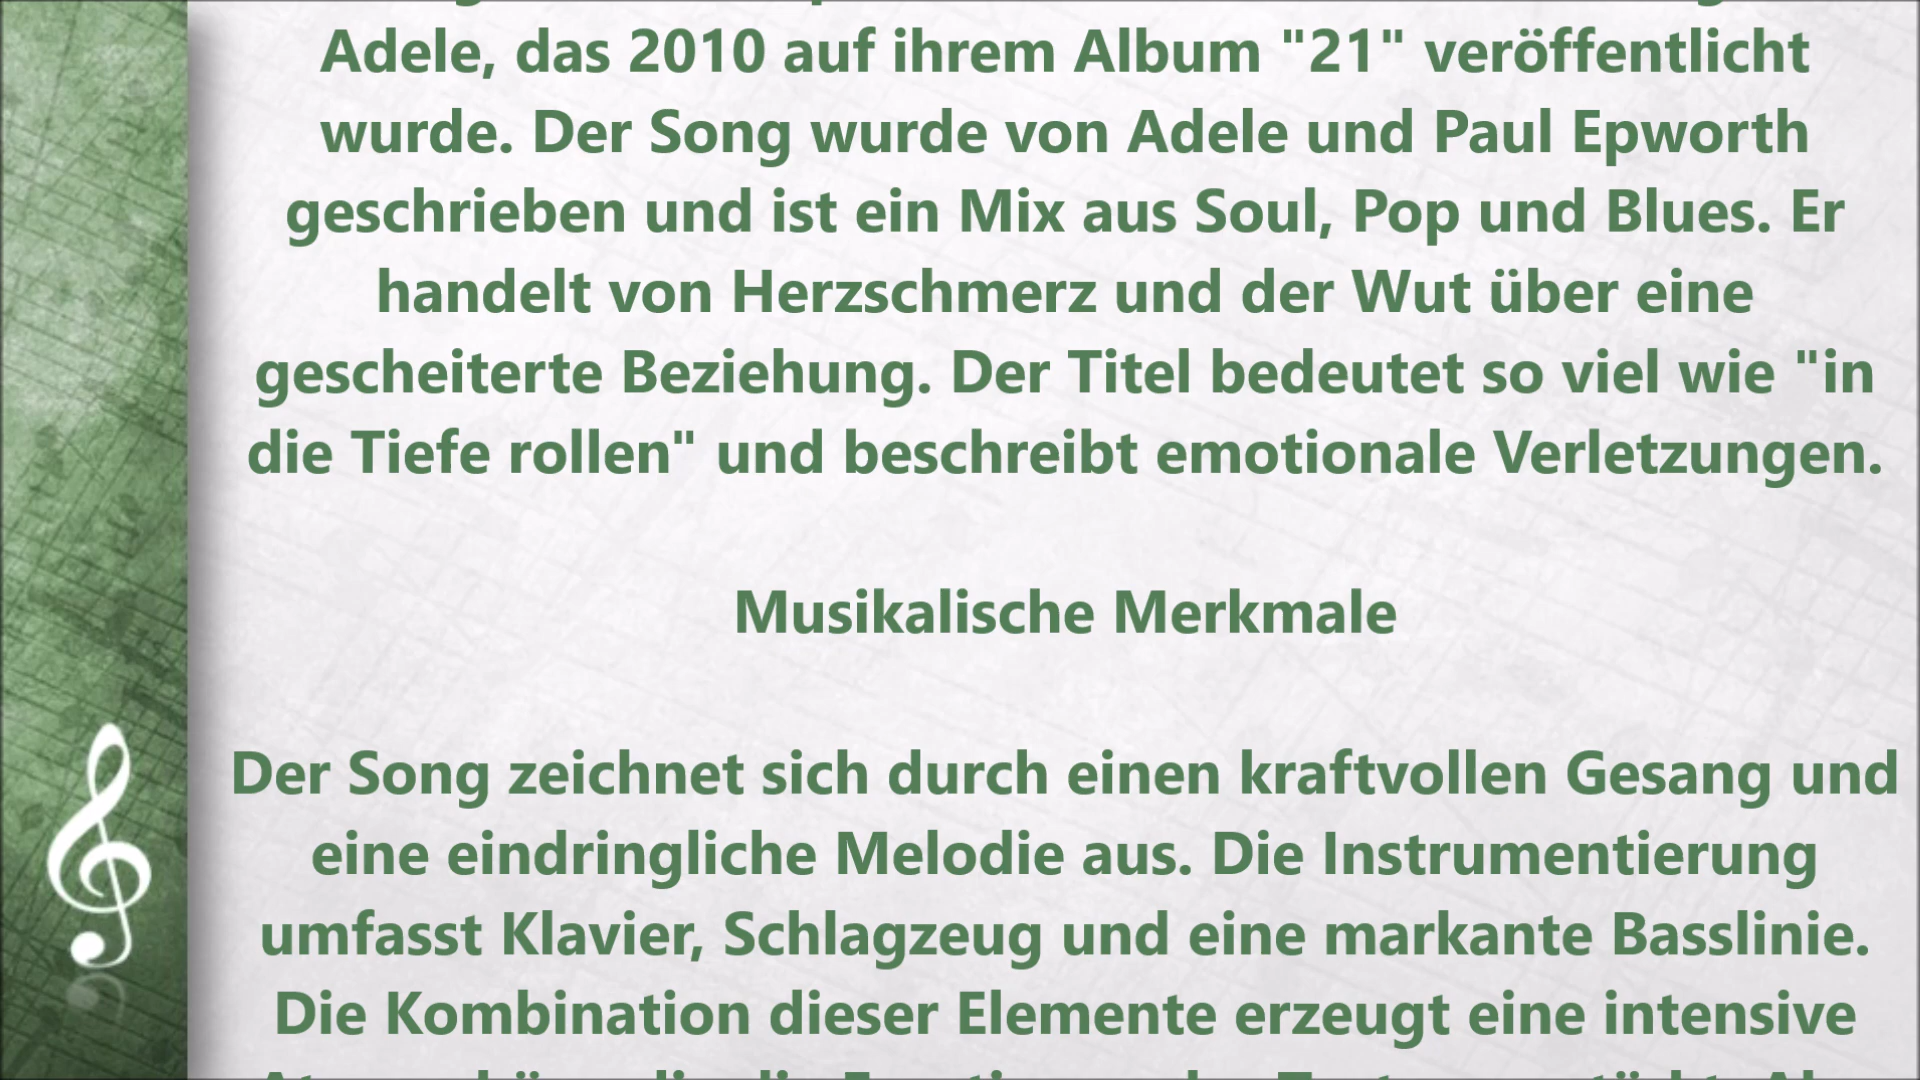 Adele, das 2010 auf ihrem Album "21" veröffentlicht
wurde. Der Song wurde von Adele und Paul Epworth
geschrieben und ist ein Mix aus Soul, Pop und Blues. Er
handelt von Herzschmerz und der Wut über eine
gescheiterte Beziehung. Der Titel bedeutet so viel wie "in
die Tiefe rollen" und beschreibt emotionale Verletzungen.
Musikalische Merkmale
Der Song zeichnet sich durch einen kraftvollen Gesang und
eine eindringliche Melodie aus. Die Instrumentierung
umfasst Klavier, Schlagzeug und eine markante Basslinie.
Die Kombination dieser Elemente erzeugt eine intensive